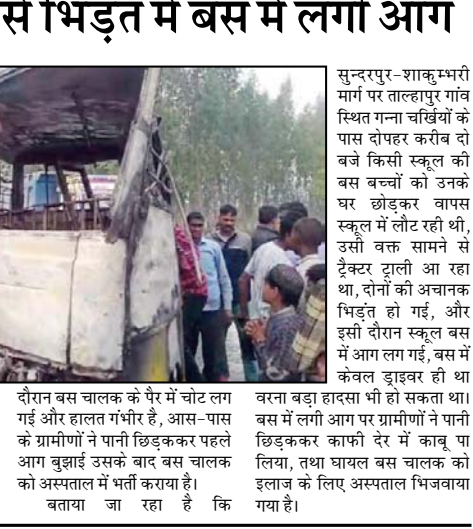 से भिड़ंत में बस में लगी आग
दौरान बस चालक के पैर में चोट लग
गई और हालत गंभीर है, आस-पास
के ग्रामीणों ने पानी छिड़ककर पहले
आग बुझाई उसके बाद बस चालक
को अस्पताल में भर्ती कराया है।
बताया जा रहा है कि
सुन्दरपुर-शाकुम्भरी
मार्ग पर ताल्हापुर गांव
स्थित गन्ना चर्खियों के
पास दोपहर करीब दो
बजे किसी स्कूल की
बस बच्चों को उनके
घर छोड़कर वापस
स्कूल में लौट रही थी,
उसी वक्त सामने से
ट्रैक्टर ट्राली आ रहा
था, दोनों की अचानक
भिड़ंत हो गई, और
इसी दौरान स्कूल बस
में आग लग गई, बस में
केवल ड्राइवर ही था
वरना बड़ा हादसा भी हो सकता था।
बस में लगी आग पर ग्रामीणों ने पानी
छिड़ककर काफी देर में काबू पा
लिया, तथा घायल बस चालक को
इलाज के लिए अस्पताल भिजवाया
गया है।